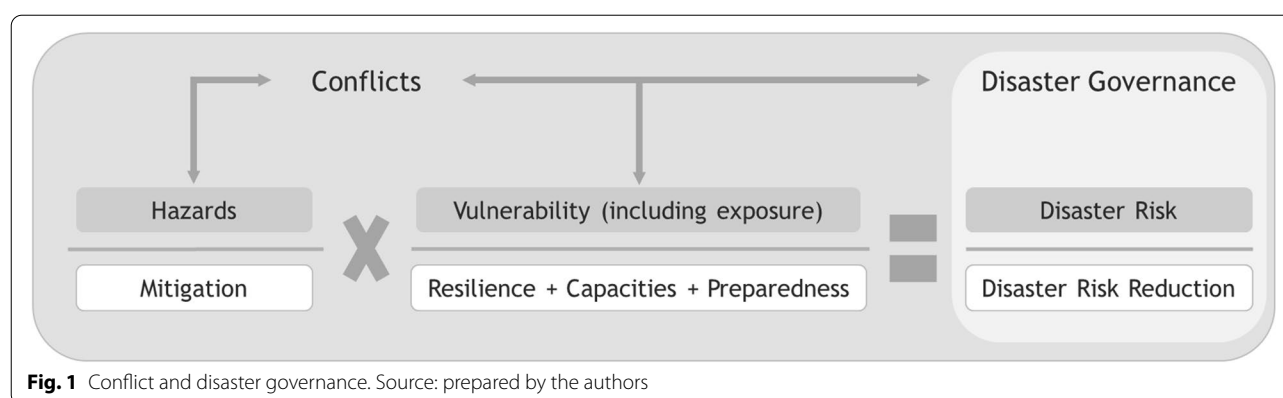 Conflicts
Disaster Governance
Hazards
Vulnerability (including exposure)
Disaster Risk
Mitigation
Resilience + Capacities + Preparedness
Disaster Risk Reduction
Fig. 1 Conflict and disaster governance. Source: prepared by the authors